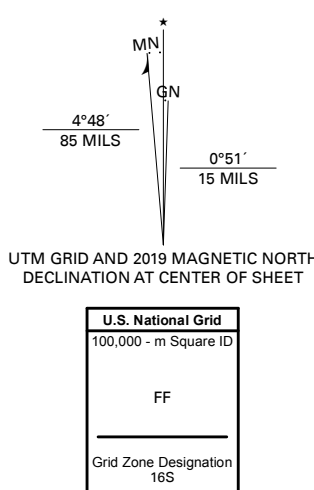 ★
MN
GN
4°48´
85 MILS
0°51´
15 MILS
UTM GRID AND 2019 MAGNETIC NORTH
DECLINATION AT CENTER OF SHEET
U.S. National Grid
100,000 - m Square ID
FF
Grid Zone Designation
16S